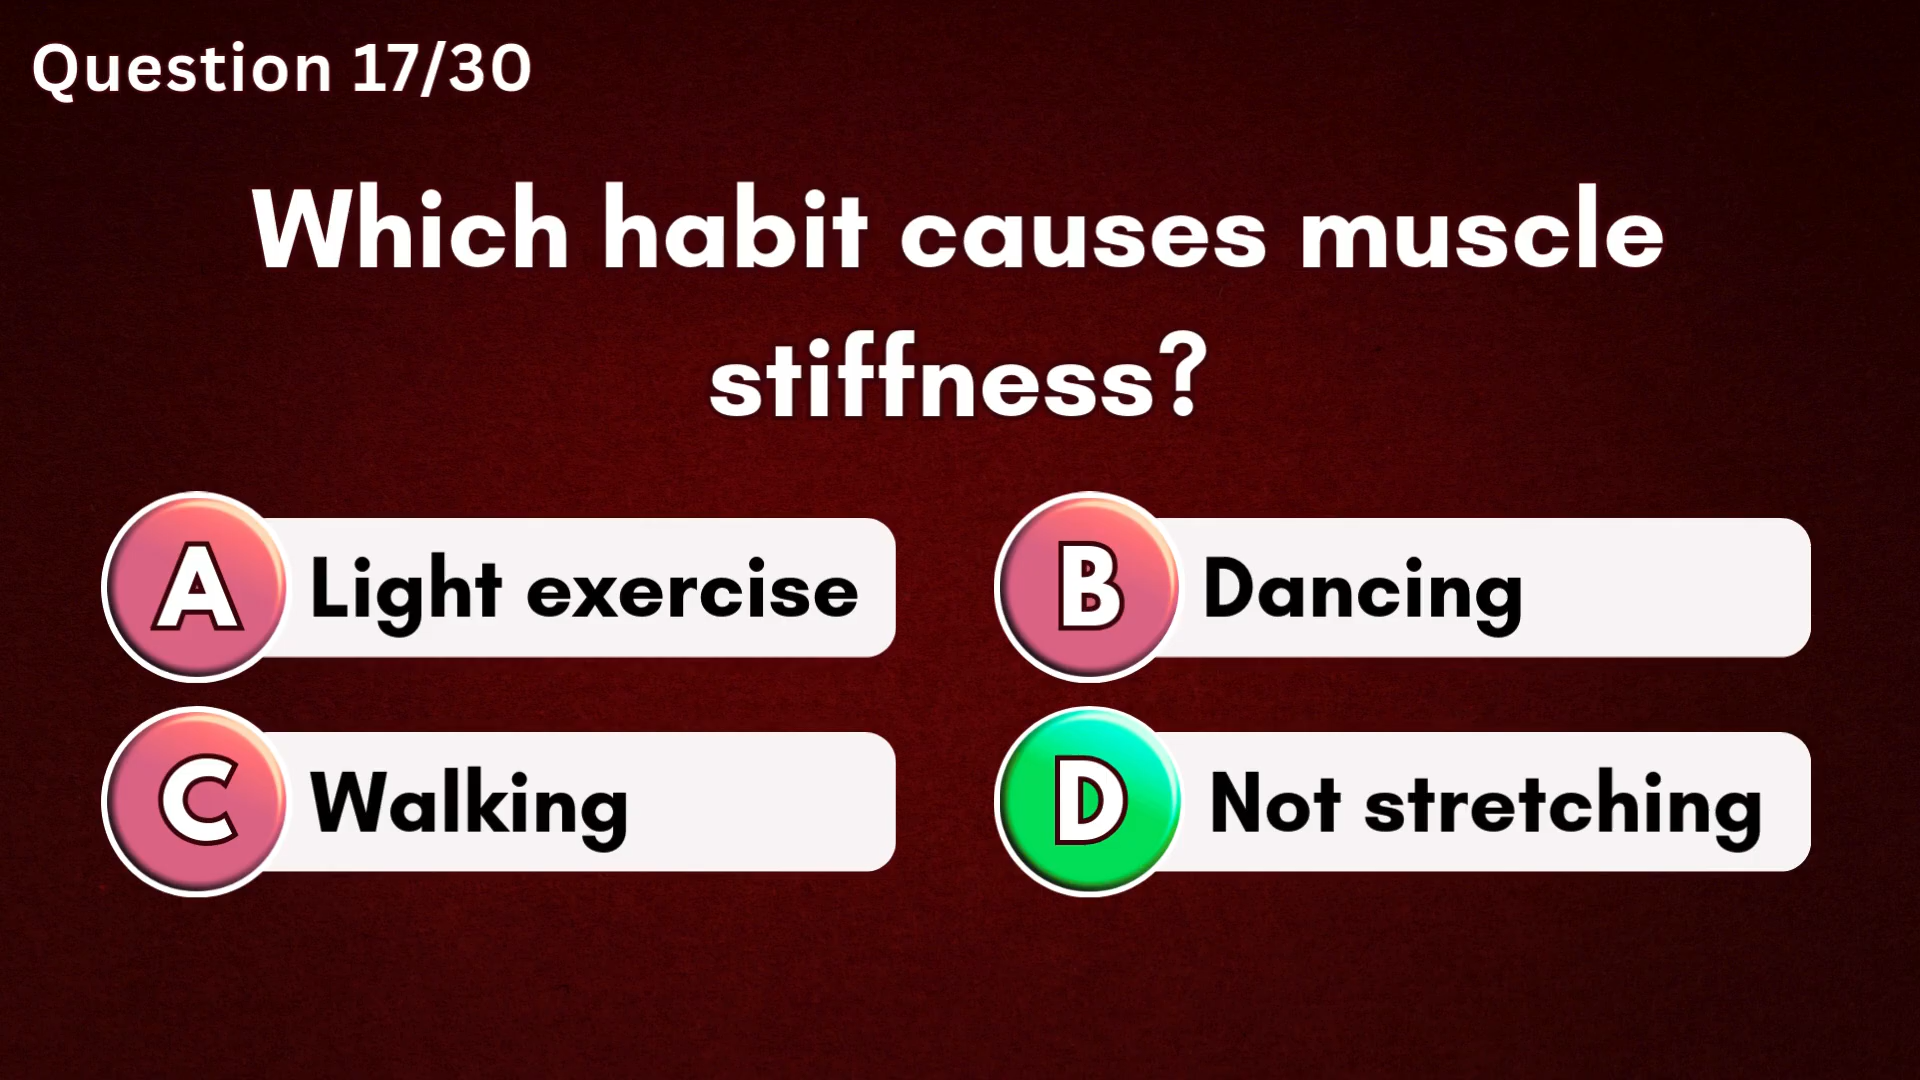 Question 17/30
Which habit causes muscle
stiffness?
A Light exercise
B Dancing
C Walking
D Not stretching